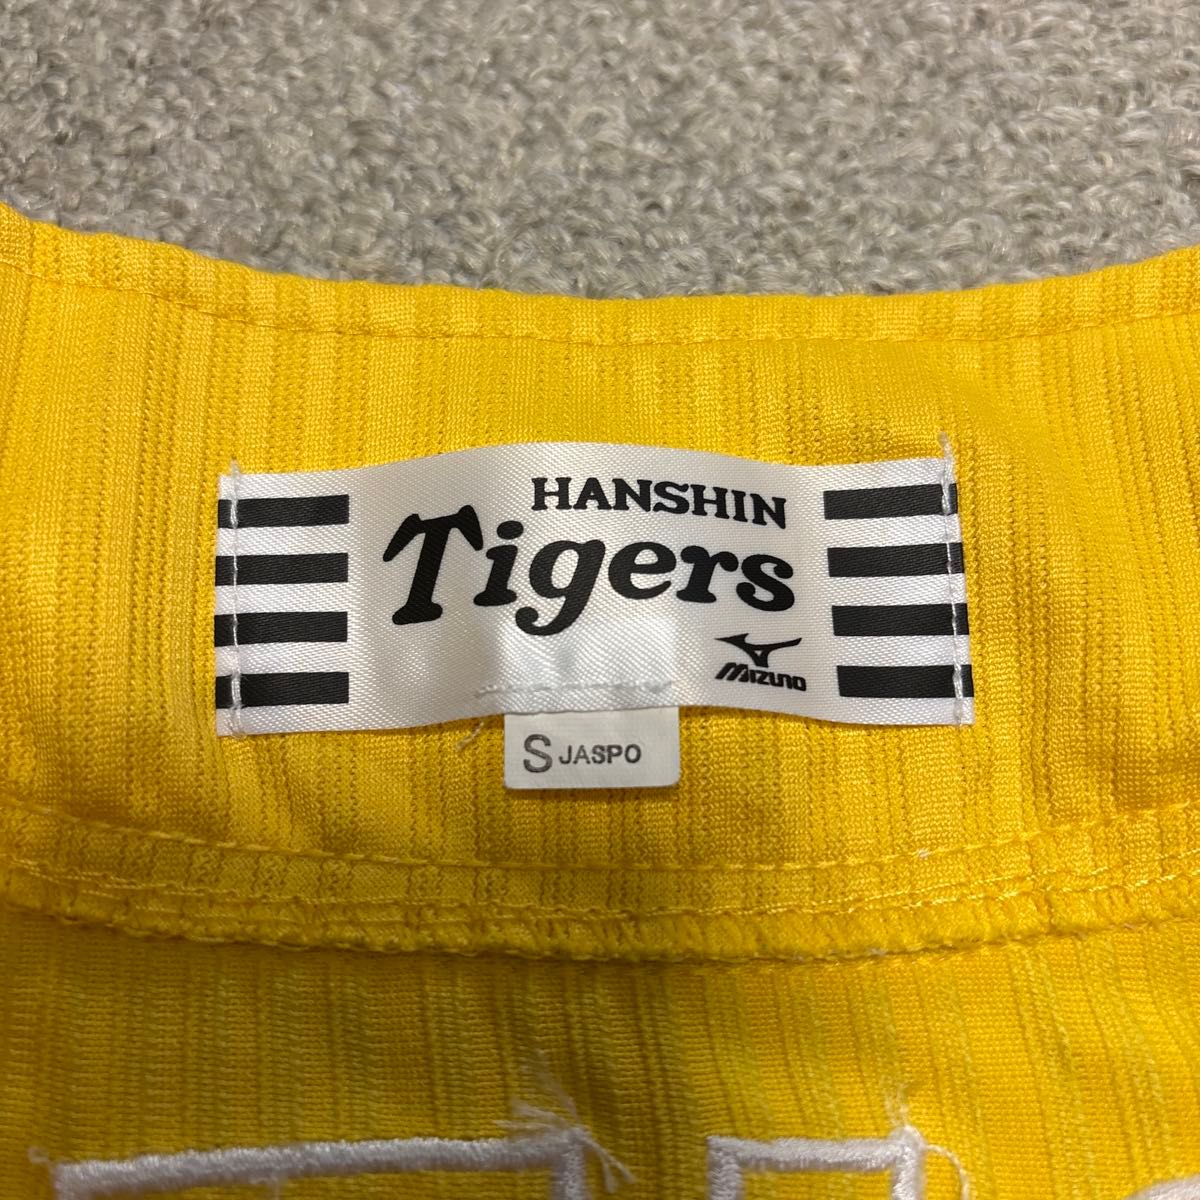 HANSHIN
Tigers
MIZUNO
S JASPO